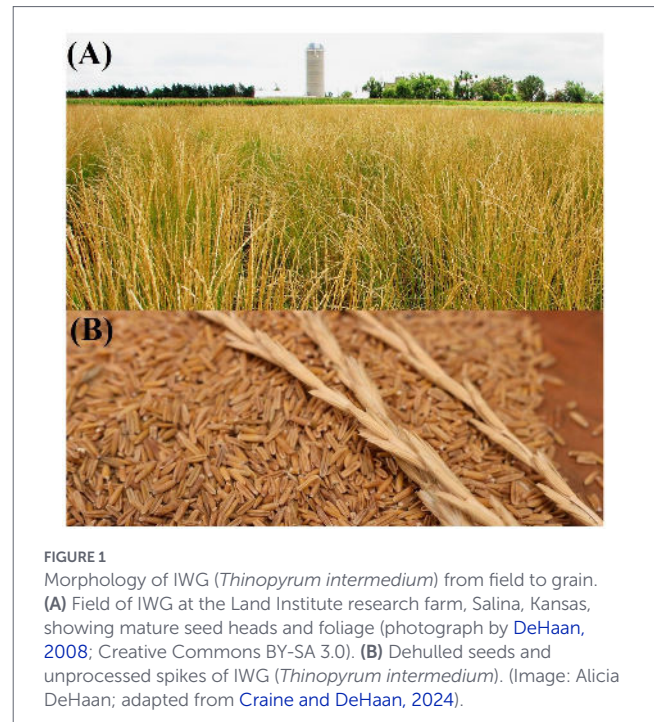 (A)
(B)
FIGURE 1
Morphology of IWG (Thinopyrum intermedium) from field to grain.
(A) Field of IWG at the Land Institute research farm, Salina, Kansas,
showing mature seed heads and foliage (photograph by DeHaan,
2008; Creative Commons BY-SA 3.0). (B) Dehulled seeds and
unprocessed spikes of IWG (Thinopyrum intermedium). (Image: Alicia
DeHaan; adapted from Craine and DeHaan, 2024).